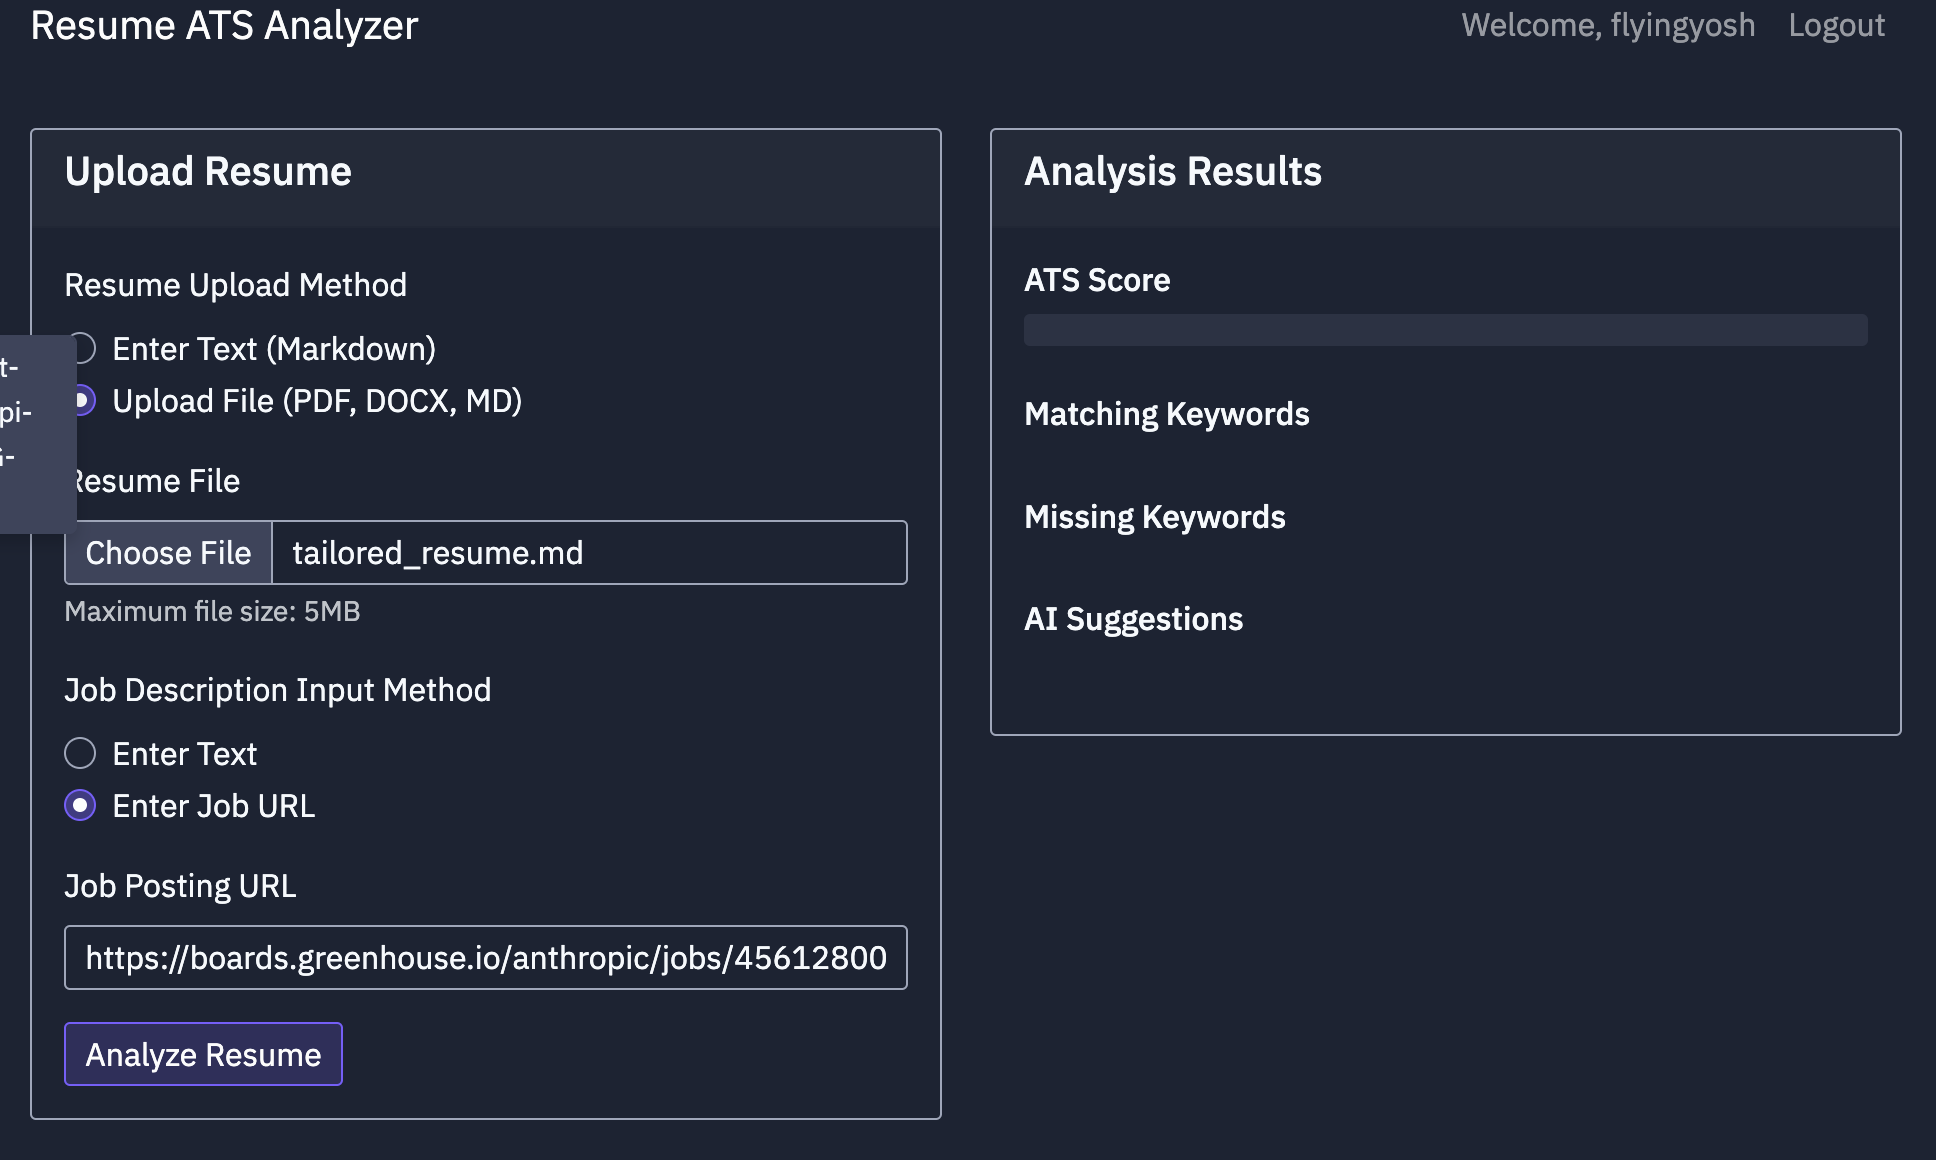 Resume ATS Analyzer
Welcome, flyingyosh
Logout
Upload Resume
Resume Upload Method
Enter Text (Markdown)
Upload File (PDF, DOCX, MD)
t-
pi-
Resume File
Choose File
tailored_resume.md
Maximum file size: 5MB
Job Description Input Method
Enter Text
Enter Job URL
Job Posting URL
https://boards.greenhouse.io/anthropic/jobs/45612800
Analyze Resume
Analysis Results
ATS Score
Matching Keywords
Missing Keywords
AI Suggestions